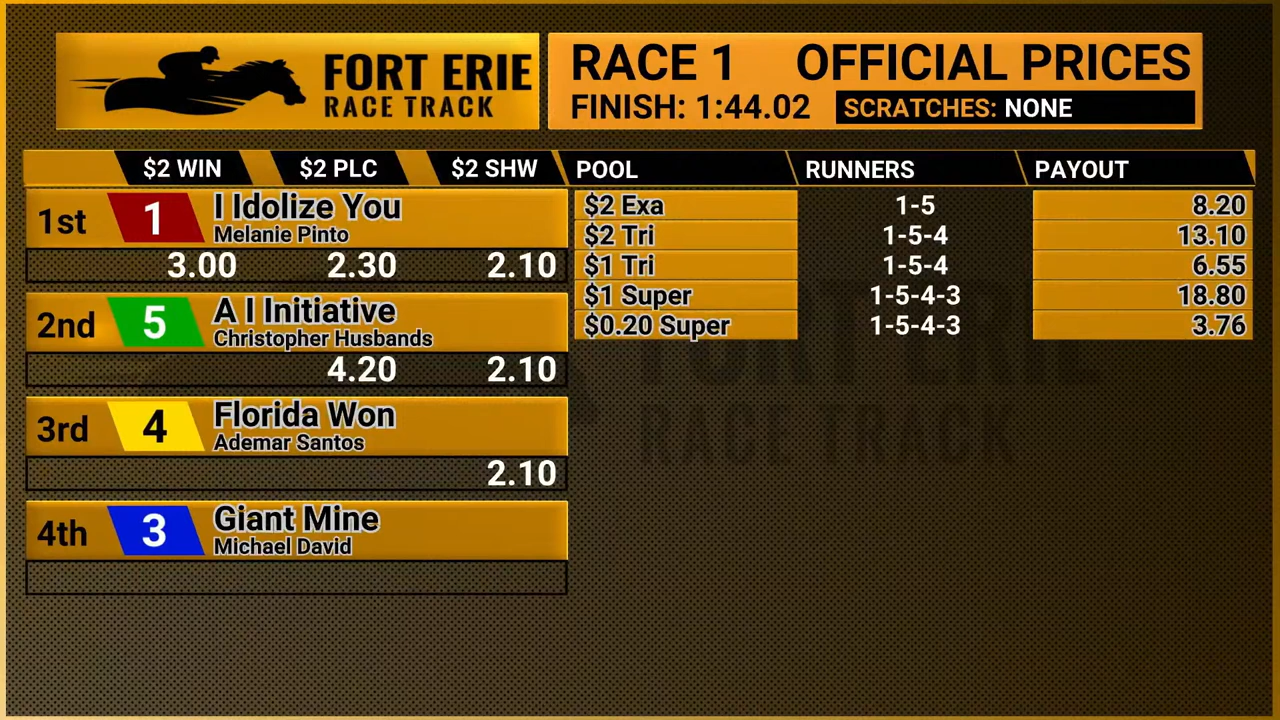 FORT ERIE
RACE TRACK
RACE 1 OFFICIAL PRICES
FINISH: 1:44.02 SCRATCHES: NONE
$2 WIN $2 PLC $2 SHW
1st 1 I Idolize You
Melanie Pinto
3.00 2.30 2.10
2nd 5 A I Initiative
Christopher Husbands
4.20 2.10
3rd 4 Florida Won
Ademar Santos
2.10
4th 3 Giant Mine
Michael David
POOL RUNNERS PAYOUT
$2 Exa 1-5 8.20
$2 Tri 1-5-4 13.10
$1 Tri 1-5-4 6.55
$1 Super 1-5-4-3 18.80
$0.20 Super 1-5-4-3 3.76
FORT ERIE
RACE TRACK